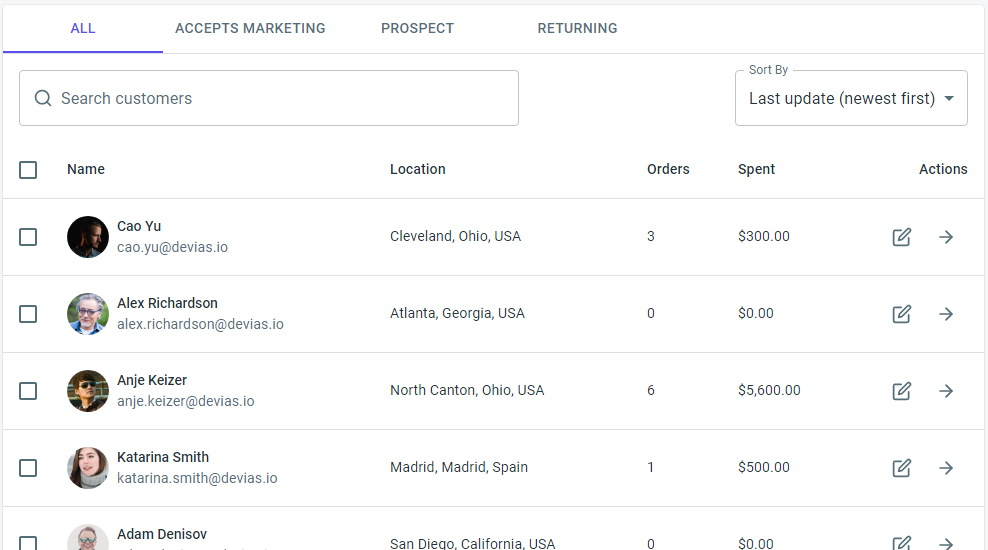 ALL ACCEPTS MARKETING PROSPECT RETURNING
Sort By
Search customers Last update (newest first)
Name Location Orders Spent Actions
Cao Yu
cao.yu@devias.io
Cleveland, Ohio, USA 3 $300.00
Alex Richardson
alex.richardson@devias.io
Atlanta, Georgia, USA 0 $0.00
Anje Keizer
anje.keizer@devias.io
North Canton, Ohio, USA 6 $5,600.00
Katarina Smith
katarina.smith@devias.io
Madrid, Madrid, Spain 1 $500.00
Adam Denisov
San Diego, California, USA 0 $0.00